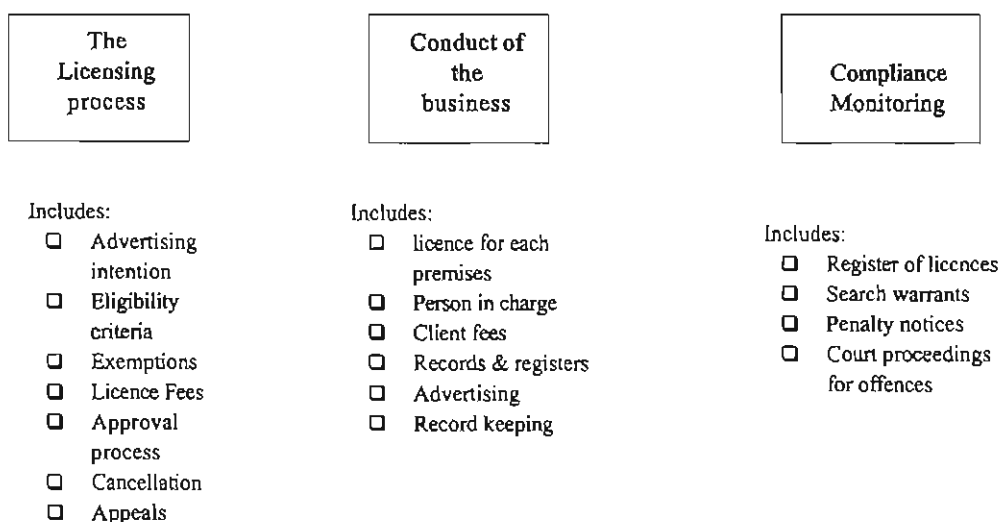 The
Licensing
process
Includes:
❑ Advertising
intention
❑ Eligibility
criteria
❑ Exemptions
❑ Licence Fees
❑ Approval
process
❑ Cancellation
❑ Appeals
Conduct of
the
business
Includes:
❑ licence for each
premises
❑ Person in charge
❑ Client fees
❑ Records & registers
❑ Advertising
❑ Record keeping
Compliance
Monitoring
Includes:
❑ Register of licences
❑ Search warrants
❑ Penalty notices
❑ Court proceedings
for offences